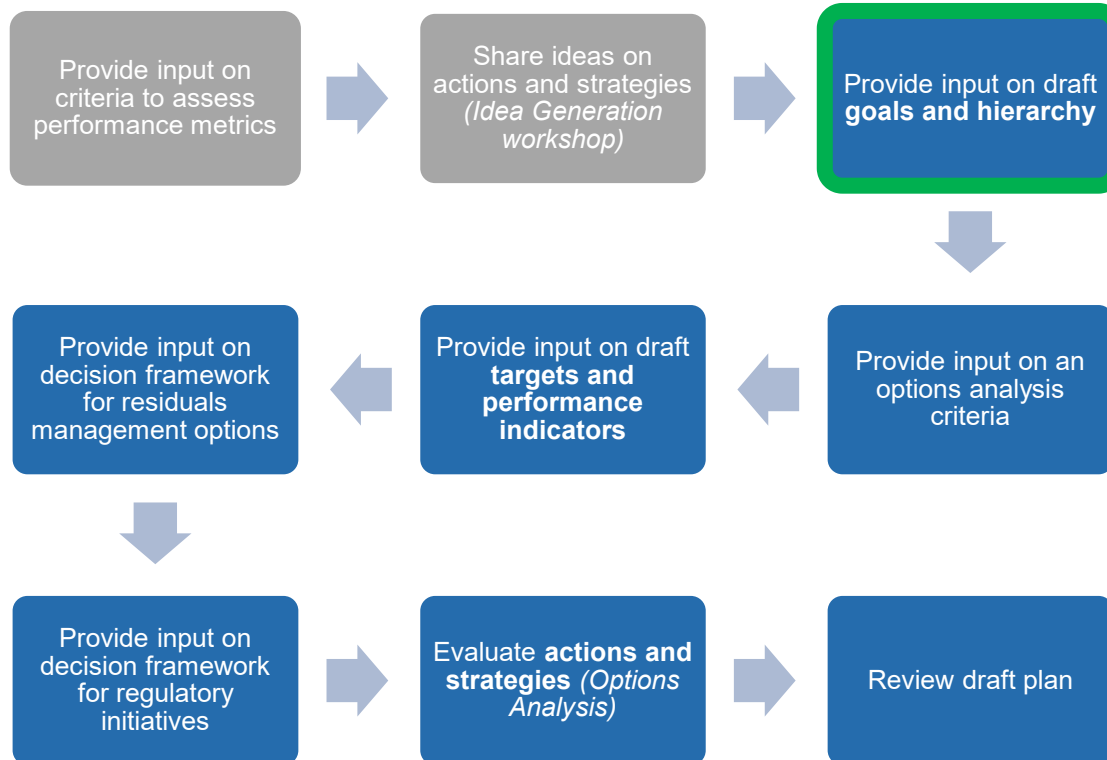 Provide input on
criteria to assess
performance metrics
Share ideas on
actions and strategies
(Idea Generation
workshop)
Provide input on draft
goals and hierarchy
Provide input on an
options analysis
criteria
Provide input on draft
targets and
performance
indicators
Provide input on
decision framework
for residuals
management options
Provide input on
decision framework
for regulatory
initiatives
Evaluate actions and
strategies (Options
Analysis)
Review draft plan